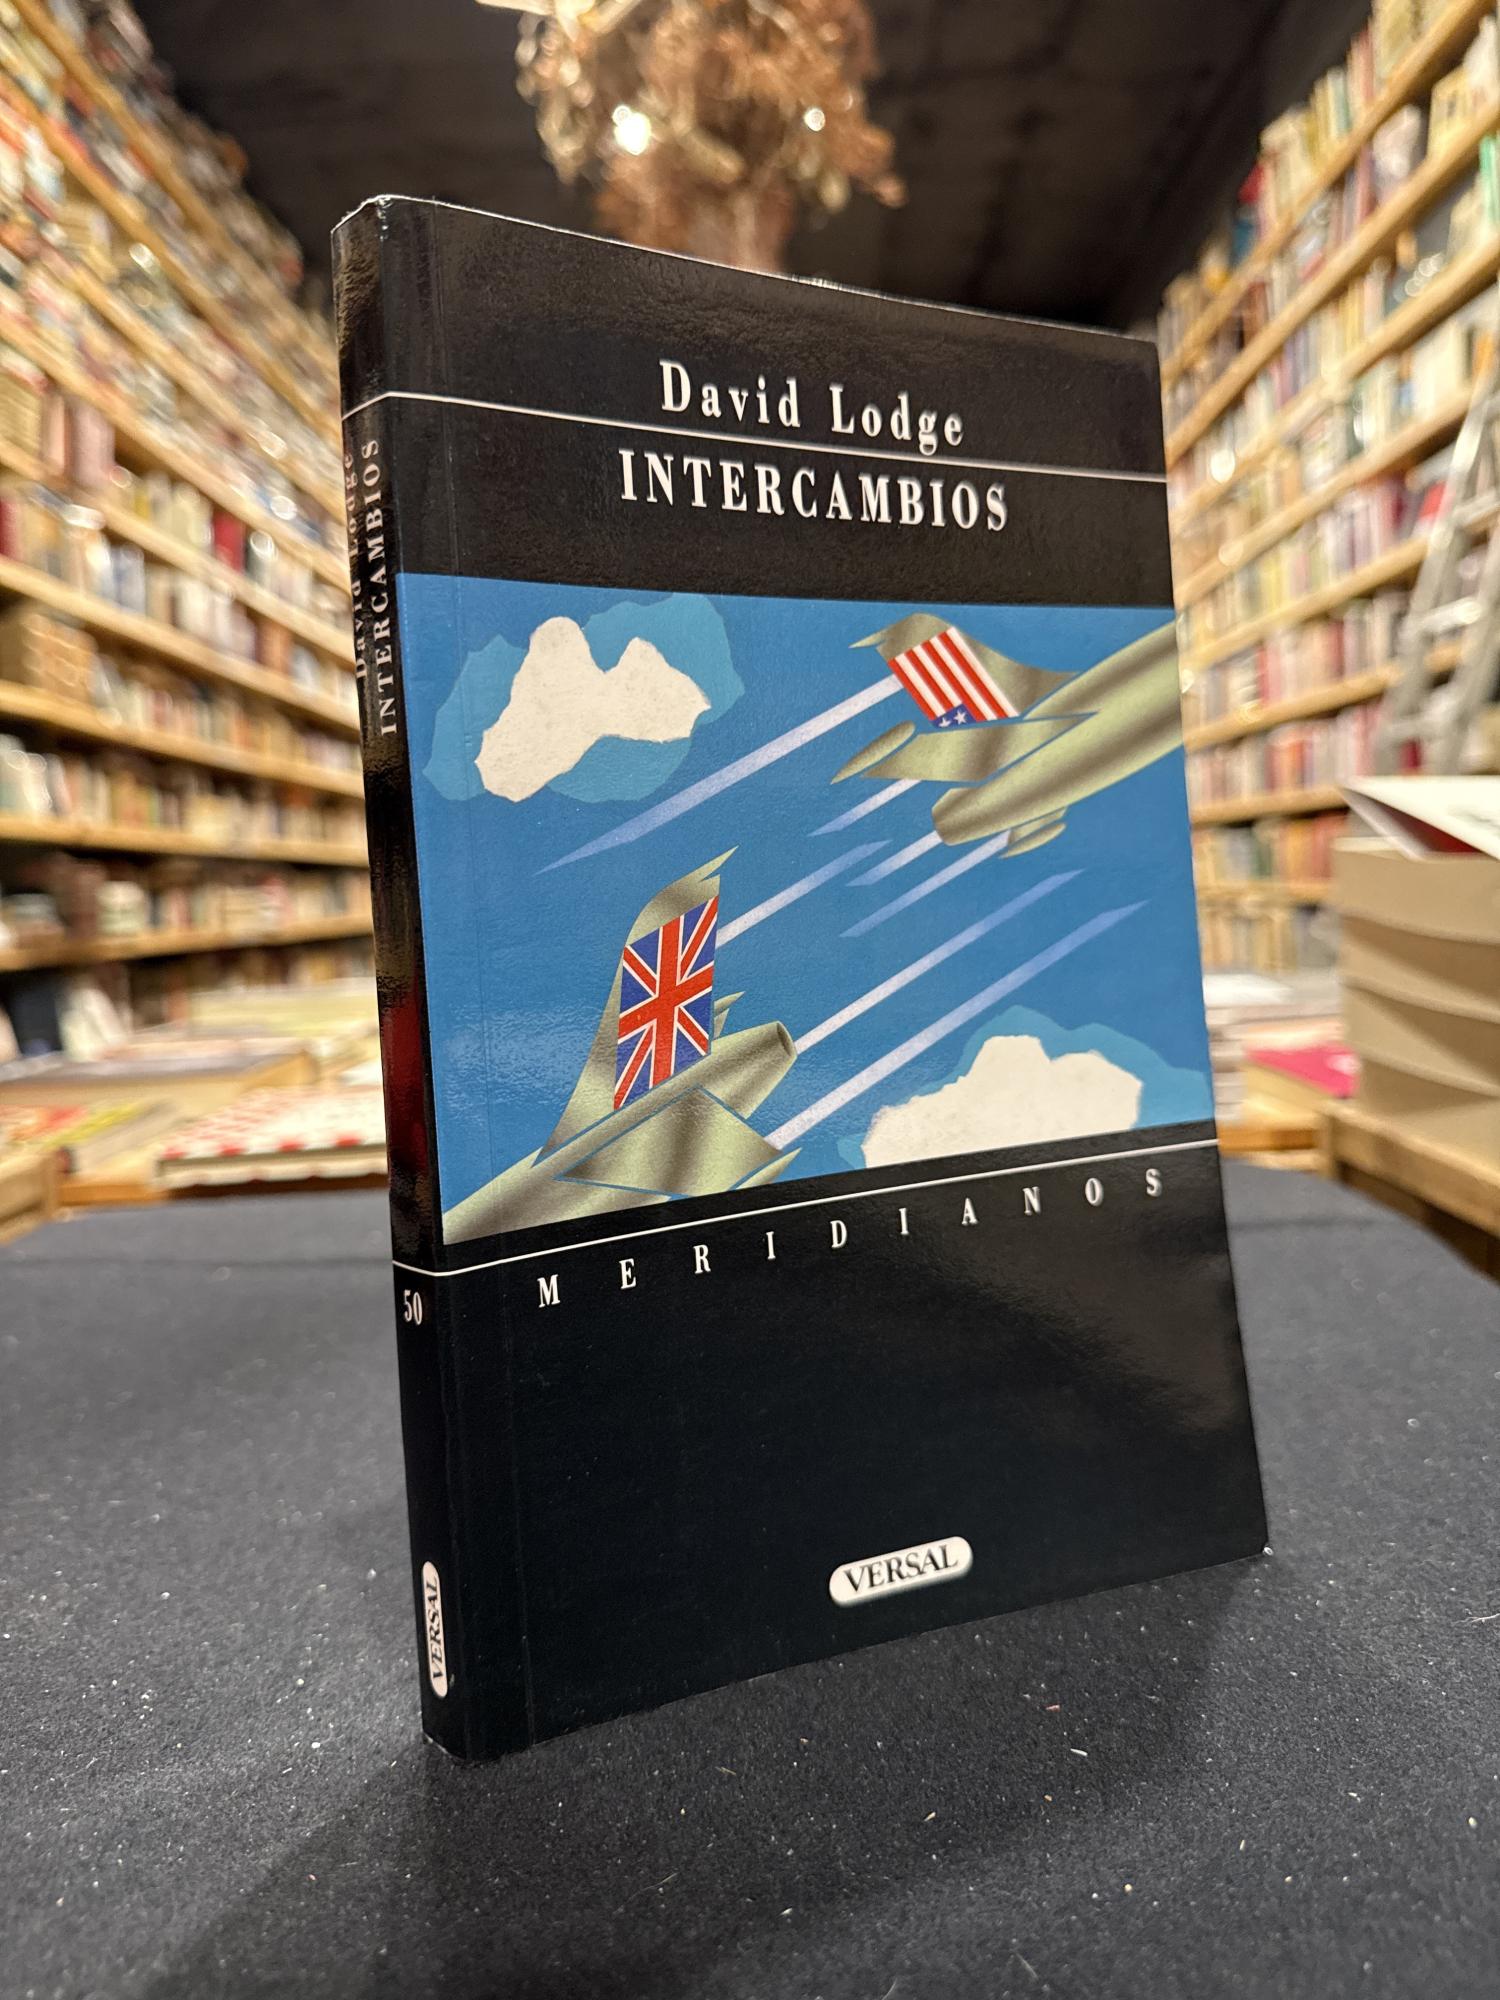 David Lodge
INTERCAMBIOS
MERIDIANOS
VERSAL
David Lodge
INTERCAMBIOS
50
VERSAL